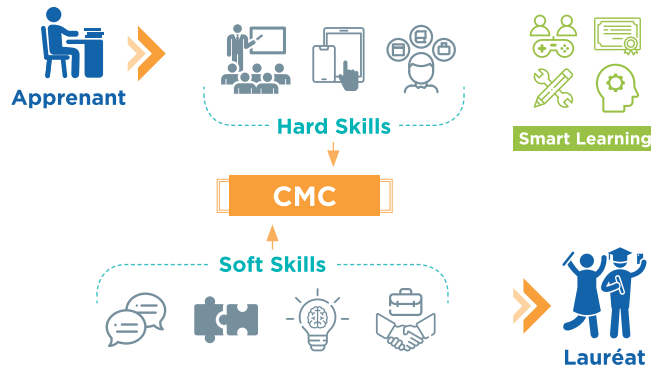 Apprenant
Hard Skills
Smart Learning
CMC
Soft Skills
Lauréat